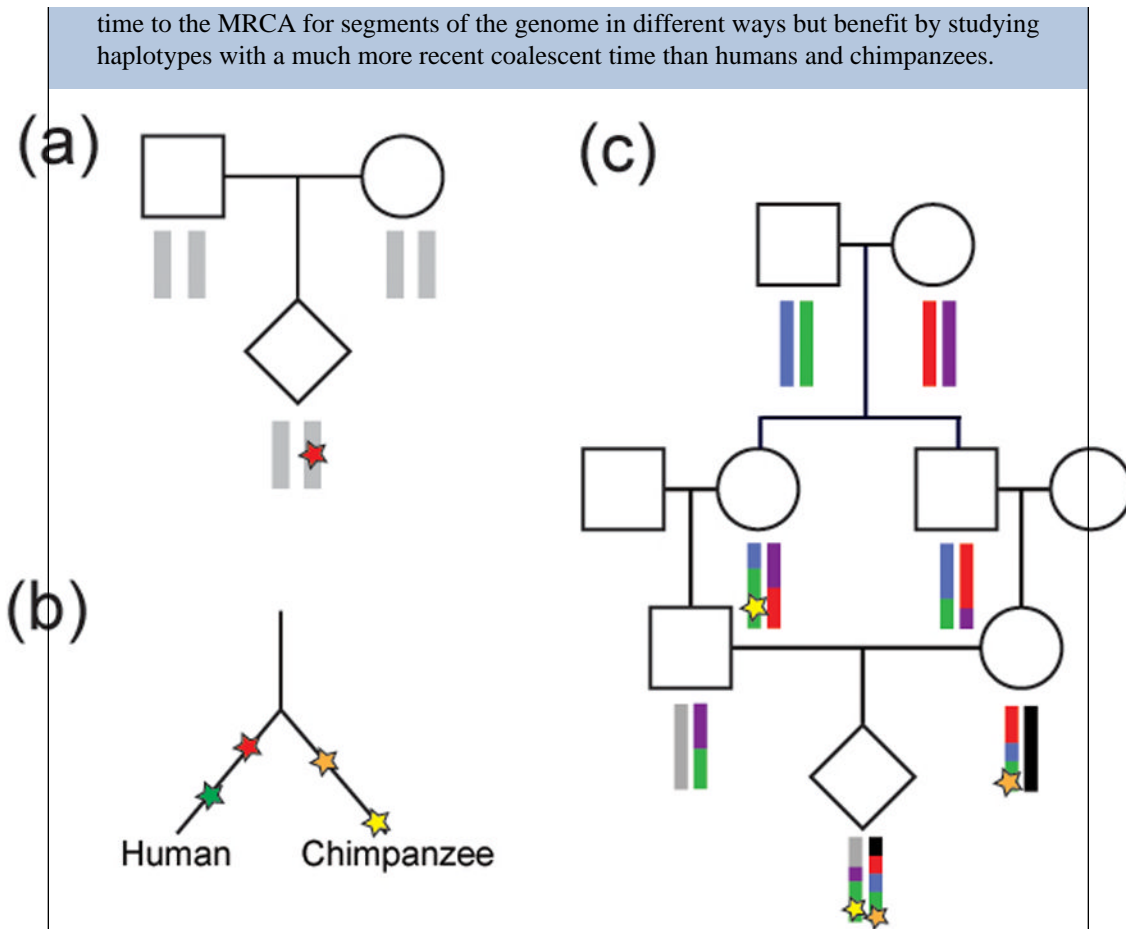 time to the MRCA for segments of the genome in different ways but benefit by studying
haplotypes with a much more recent coalescent time than humans and chimpanzees.
(a)
(c)
(b)
Human
Chimpanzee